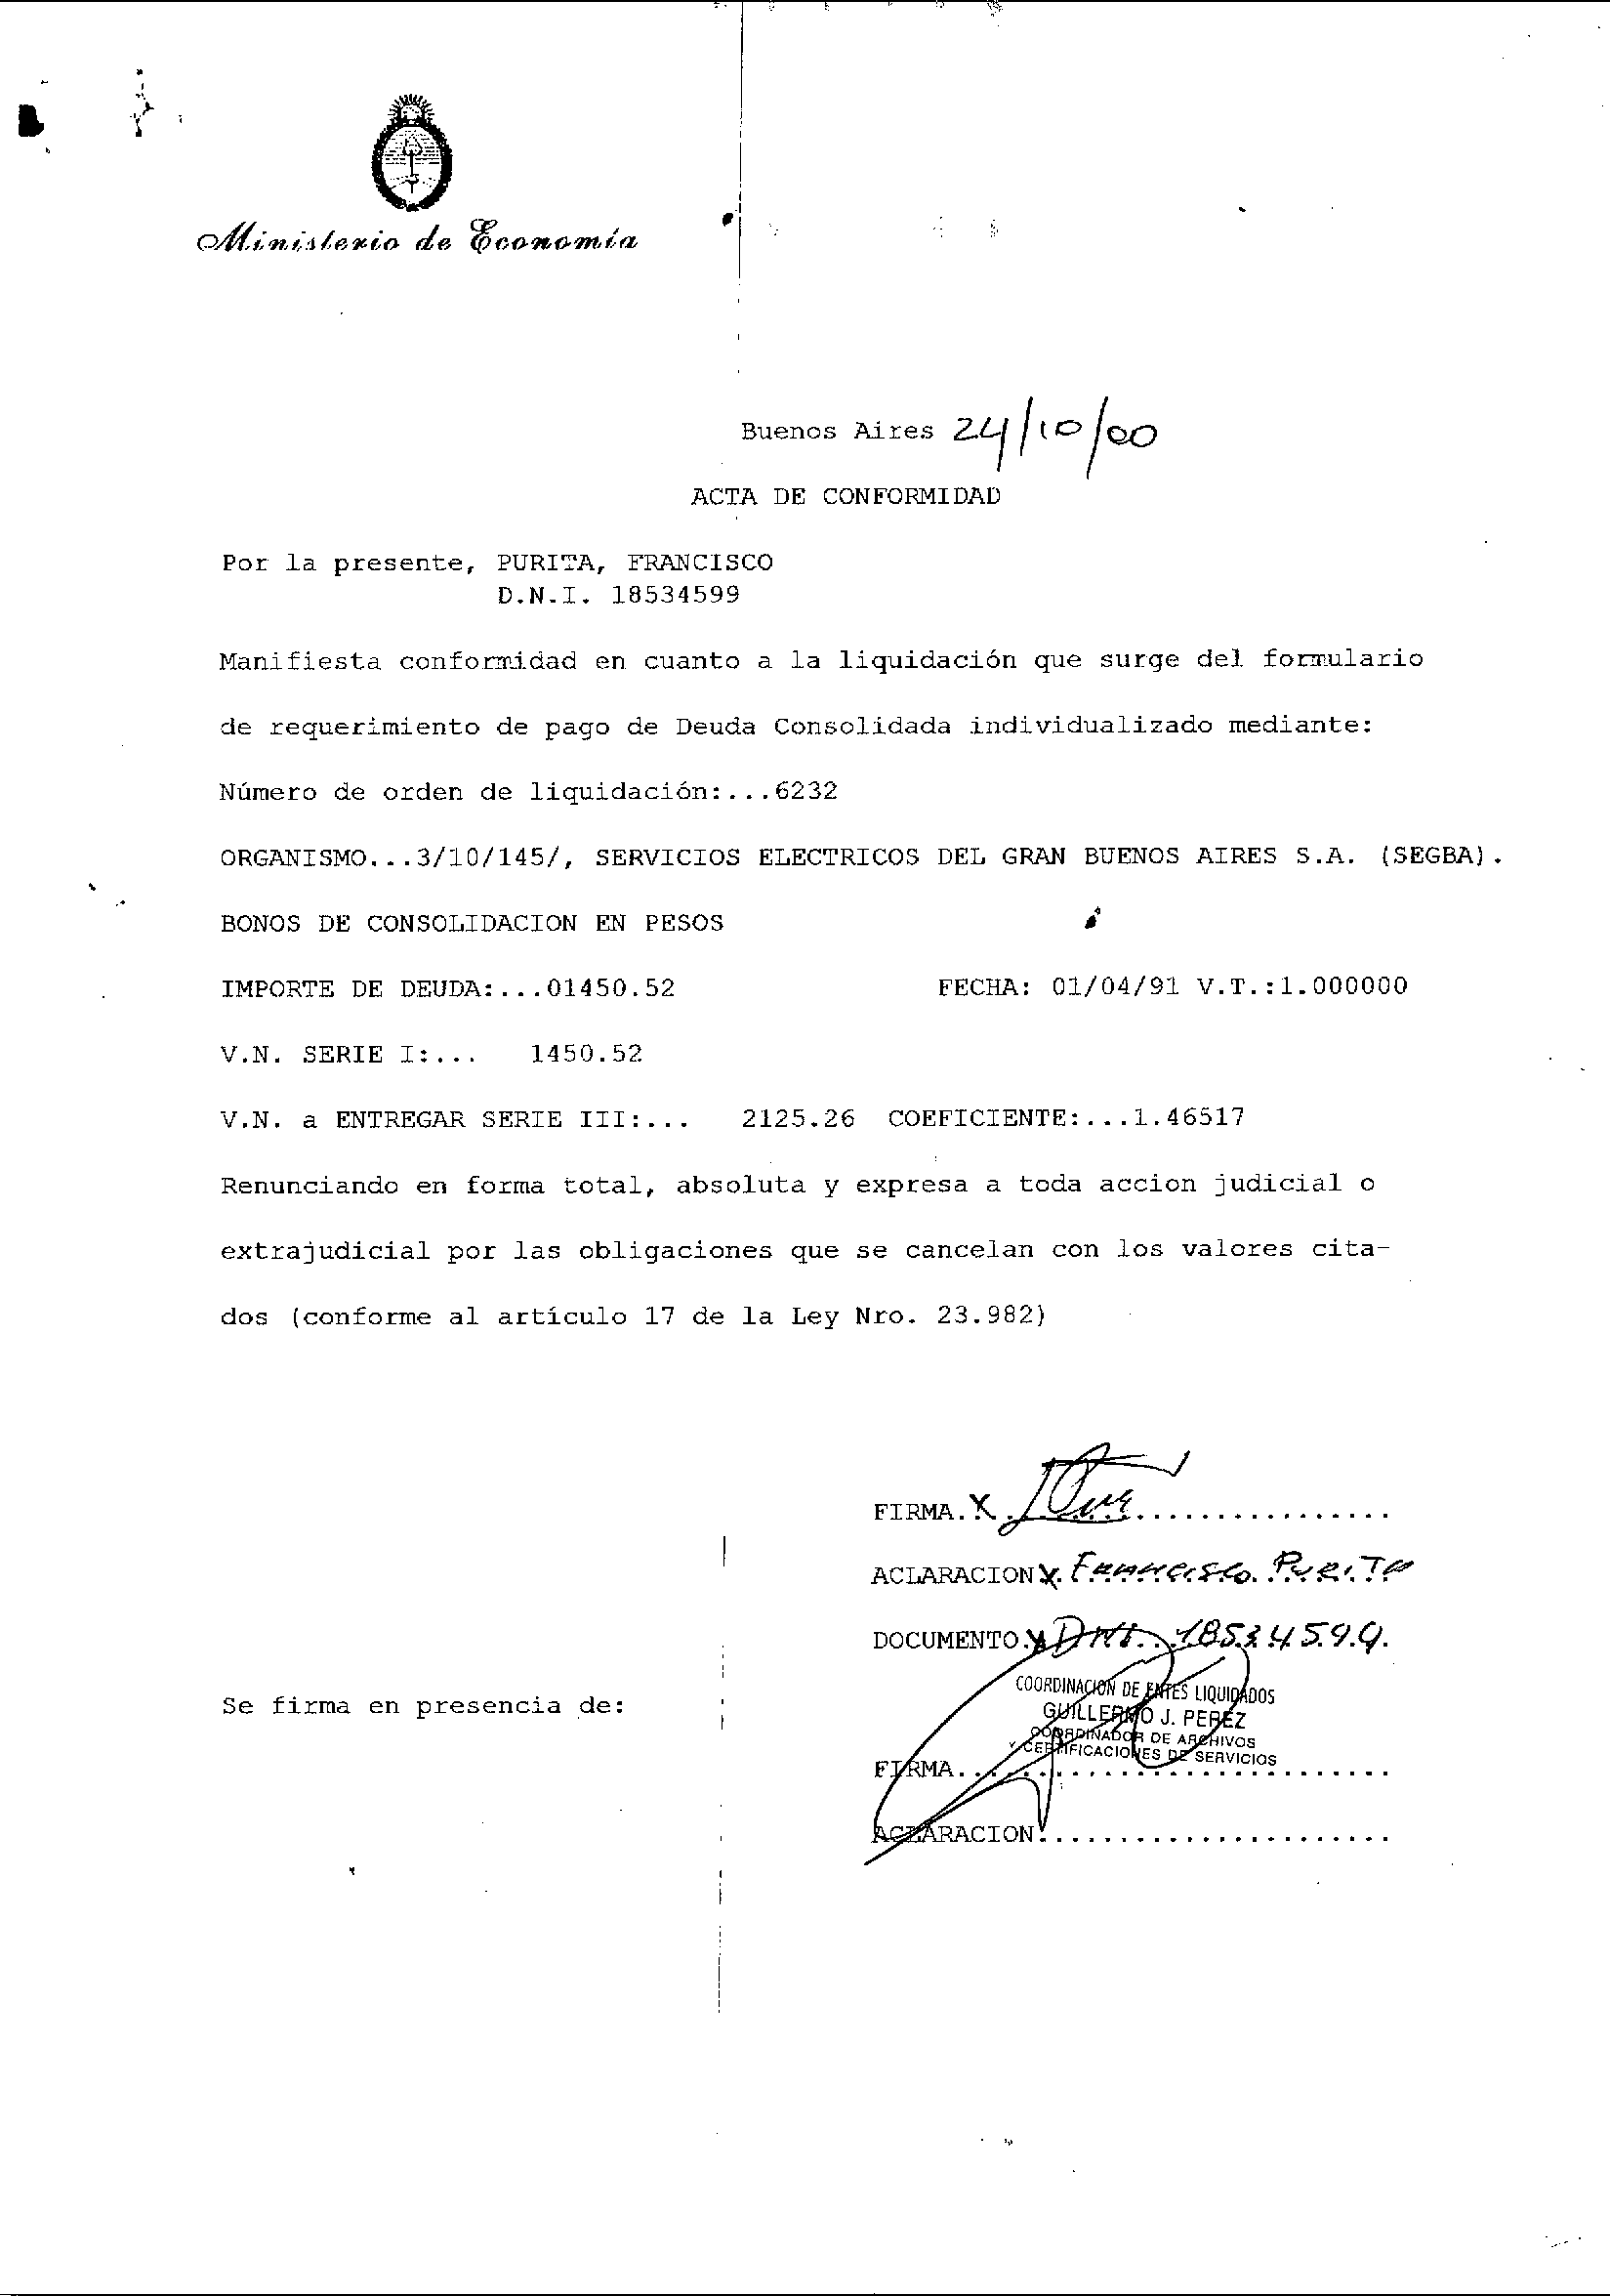 Ministerio de Economía
Buenos Aires 24/10/00
ACTA DE CONFORMIDAD
Por la presente, PURITA, FRANCISCO
D.N.I. 18534599
Manifiesta conformidad en cuanto a la liquidación que surge del formulario
de requerimiento de pago de Deuda Consolidada individualizado mediante:
Número de orden de liquidación:...6232
ORGANISMO...3/10/145/, SERVICIOS ELECTRICOS DEL GRAN BUENOS AIRES S.A. (SEGBA).
BONOS DE CONSOLIDACION EN PESOS
IMPORTE DE DEUDA:...01450.52 FECHA: 01/04/91 V.T.:1.000000
V.N. SERIE I:... 1450.52
V.N. a ENTREGAR SERIE III:... 2125.26 COEFICIENTE:...1.46517
Renunciando en forma total, absoluta y expresa a toda accion judicial o
extrajudicial por las obligaciones que se cancelan con los valores cita-
dos (conforme al artículo 17 de la Ley Nro. 23.982)
FIRMA. X
ACLARACION X. Francisco Purita
DOCUMENTO. X DNI. 18534599.
COORDINACION DE ENTES LIQUIDADOS
GUILLERMO J. PEREZ
COORDINADOR DE ARCHIVOS
Y CERTIFICACIONES DE SERVICIOS
Se firma en presencia de:
FIRMA..........................
ACLARACION......................